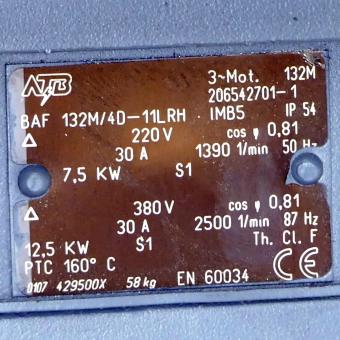 ATB 3~Mot. 132M
206542701-1
BAF 132M/4D-11LRH IMB5 IP 54
Δ 220 V cos φ 0,81
30 A 1390 1/min 50 Hz
7,5 KW S1
Δ 380 V cos φ 0,81
30 A 2500 1/min 87 Hz
12,5 KW S1 Th. Cl. F
PTC 160° C
0107 429500X 58 kg EN 60034 CE